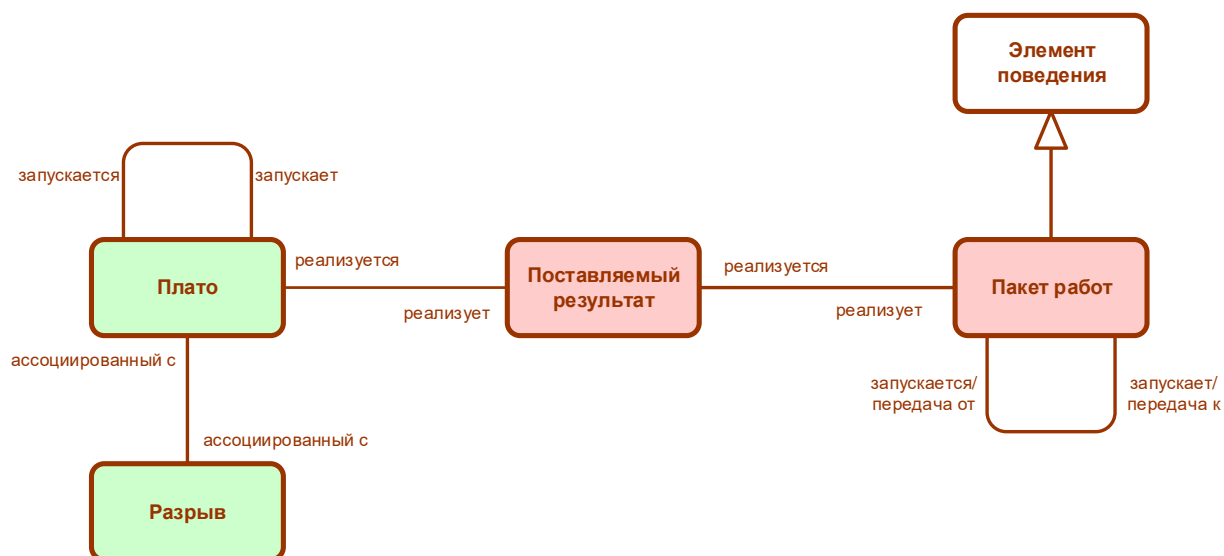 Элемент
поведения
запускается
запускает
Плато
реализуется
реализует
Поставляемый
результат
реализуется
реализует
Пакет работ
ассоциированный с
ассоциированный с
запускается/
передача от
запускает/
передача к
Разрыв